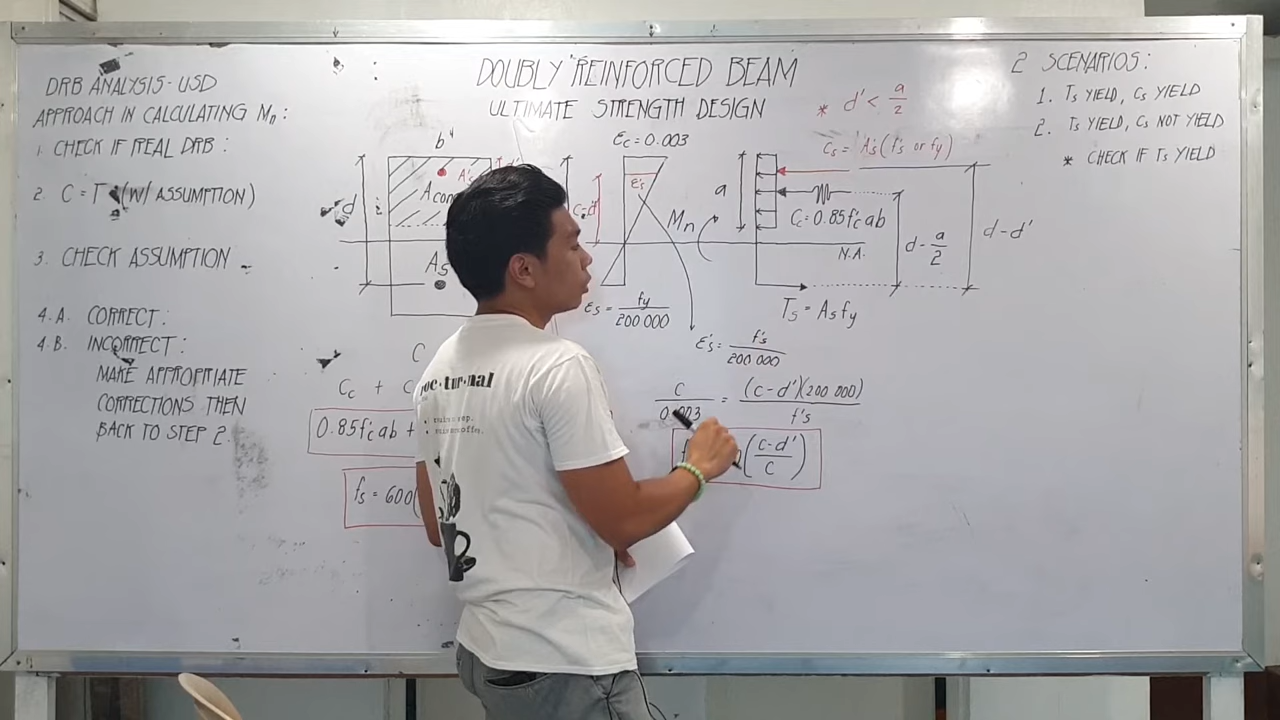 DRB ANALYSIS - USD
APPROACH IN CALCULATING Mn :
1. CHECK IF REAL DRB :
2. C = T (W/ ASSUMPTION)
3. CHECK ASSUMPTION
4.A. CORRECT :
4.B. INCORRECT :
MAKE APPROPRIATE
CORRECTIONS THEN
BACK TO STEP 2.
DOUBLY REINFORCED BEAM
ULTIMATE STRENGTH DESIGN
b
d
As
εc = 0.003
ε's
εs = fy / 200 000
ε's = f's / 200 000
Mn
* d' < a/2
Cs = A's (f's or fy)
a
Cc = 0.85f'c ab
N.A.
d - a/2
d - d'
Ts = As fy
Cc +
0.85f'c ab +
fs = 600(
c / 0.003 = (c-d')(200 000) / f's
(c-d' / c)
2 SCENARIOS :
1. Ts YIELD, Cs YIELD
2. Ts YIELD, Cs NOT YIELD
* CHECK IF Ts YIELD